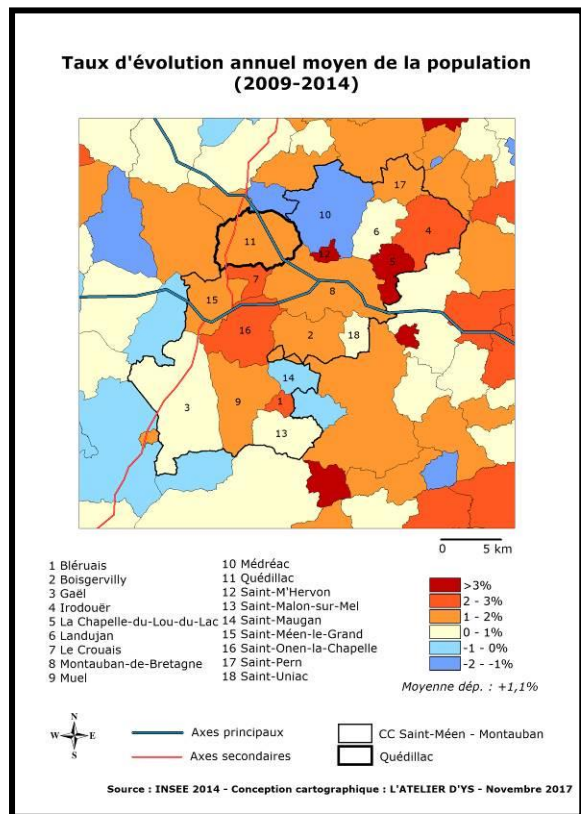 Taux d'évolution annuel moyen de la population
(2009-2014)
17
10
6
4
11
12
5
7
8
15
16
2
18
14
3
9
1
13
0 5 km
1 Bléruais
2 Boisgervilly
3 Gaël
4 Irodouër
5 La Chapelle-du-Lou-du-Lac
6 Landujan
7 Le Crouais
8 Montauban-de-Bretagne
9 Muel
10 Médréac
11 Quédillac
12 Saint-M'Hervon
13 Saint-Malon-sur-Mel
14 Saint-Maugan
15 Saint-Méen-le-Grand
16 Saint-Onen-la-Chapelle
17 Saint-Pern
18 Saint-Uniac
>3%
2 - 3%
1 - 2%
0 - 1%
-1 - 0%
-2 - -1%
Moyenne dép. : +1,1%
N
W E
S
Axes principaux
Axes secondaires
CC Saint-Méen - Montauban
Quédillac
Source : INSEE 2014 - Conception cartographique : L'ATELIER D'YS - Novembre 2017